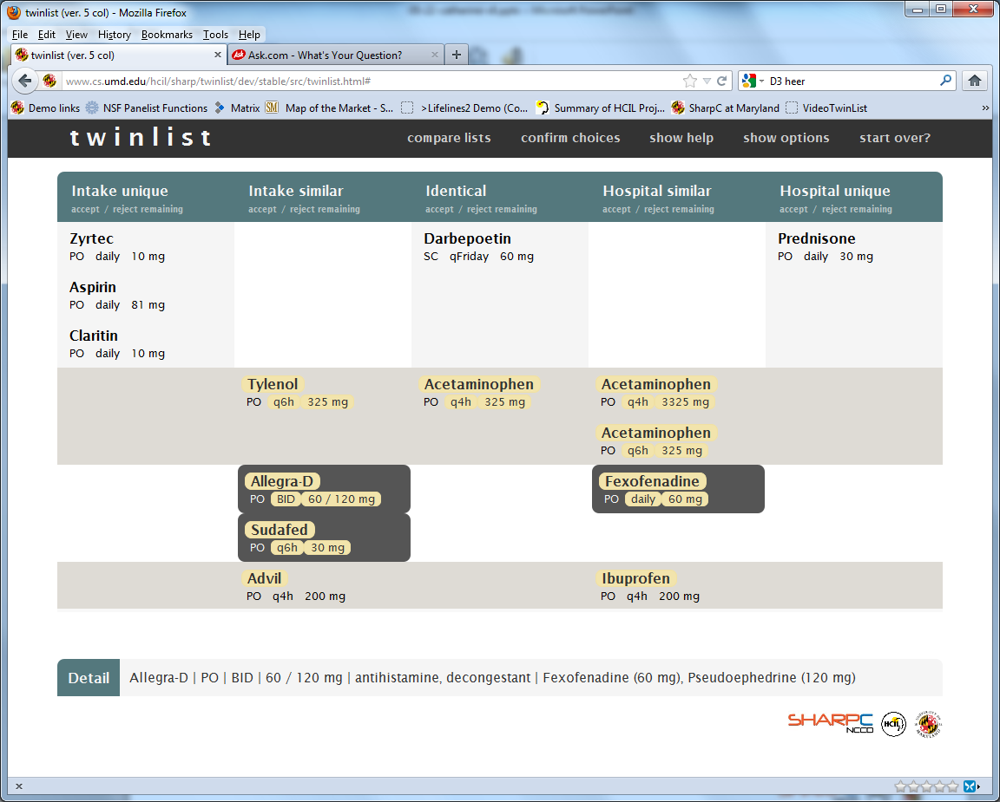 twinlist (ver. 5 col) - Mozilla Firefox
File Edit View History Bookmarks Tools Help
twinlist (ver. 5 col)
Ask.com - What's Your Question?
www.cs.umd.edu/hcil/sharp/twinlist/dev/stable/src/twinlist.html#
D3 heer
Demo links NSF Panelist Functions Matrix SM Map of the Market - S... >Lifelines2 Demo (Co... Summary of HCIL Proj... SharpC at Maryland VideoTwinList »
twinlist compare lists confirm choices show help show options start over?
Intake unique Intake similar Identical Hospital similar Hospital unique
accept / reject remaining accept / reject remaining accept / reject remaining accept / reject remaining accept / reject remaining
Zyrtec Darbepoetin Prednisone
PO daily 10 mg SC qFriday 60 mg PO daily 30 mg
Aspirin
PO daily 81 mg
Claritin
PO daily 10 mg
Tylenol Acetaminophen Acetaminophen
PO q6h 325 mg PO q4h 325 mg PO q4h 3325 mg
Acetaminophen
PO q6h 325 mg
Allegra-D Fexofenadine
PO BID 60 / 120 mg PO daily 60 mg
Sudafed
PO q6h 30 mg
Advil Ibuprofen
PO q4h 200 mg PO q4h 200 mg
Detail Allegra-D | PO | BID | 60 / 120 mg | antihistamine, decongestant | Fexofenadine (60 mg), Pseudoephedrine (120 mg)
SHARPC
NCCD
HCIL